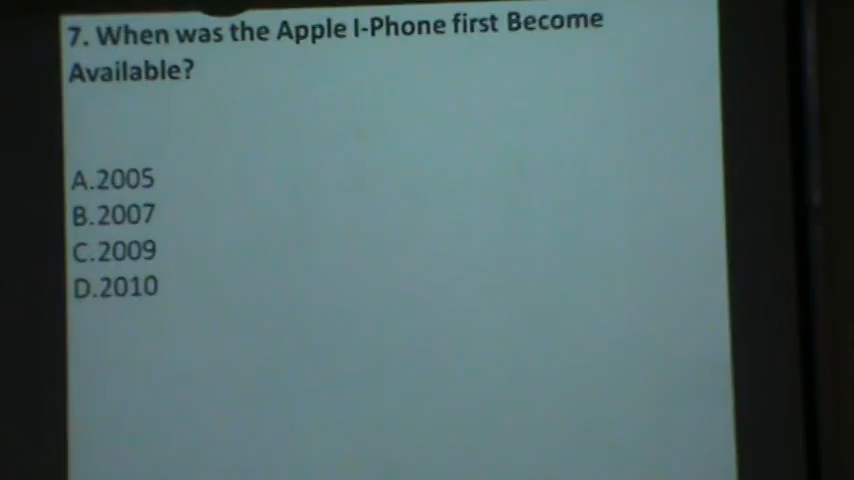 7. When was the Apple I-Phone first Become
Available?
A.2005
B.2007
C.2009
D.2010